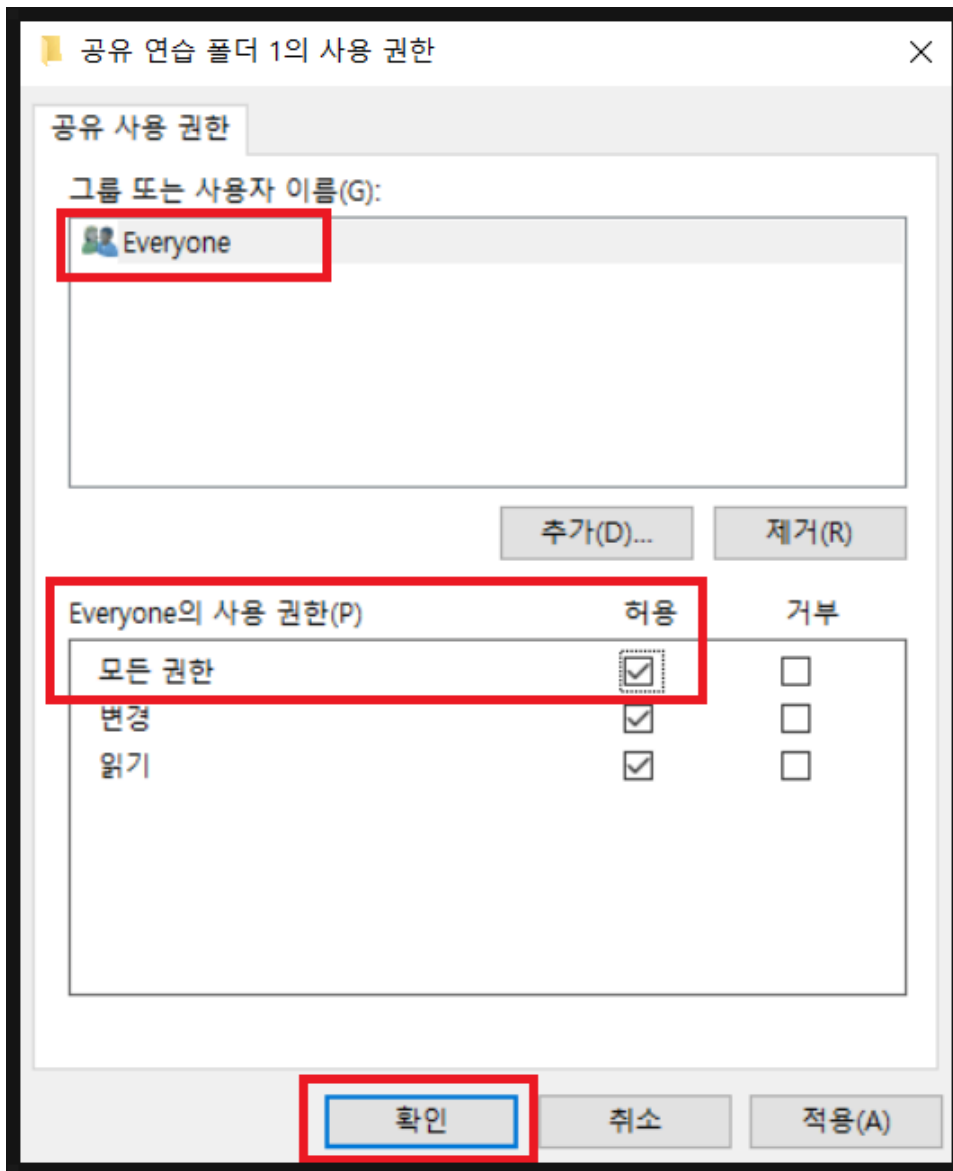 공유 연습 폴더 1의 사용 권한
공유 사용 권한
그룹 또는 사용자 이름(G):
Everyone
추가(D)... 제거(R)
Everyone의 사용 권한(P) 허용 거부
모든 권한
변경
읽기
확인 취소 적용(A)